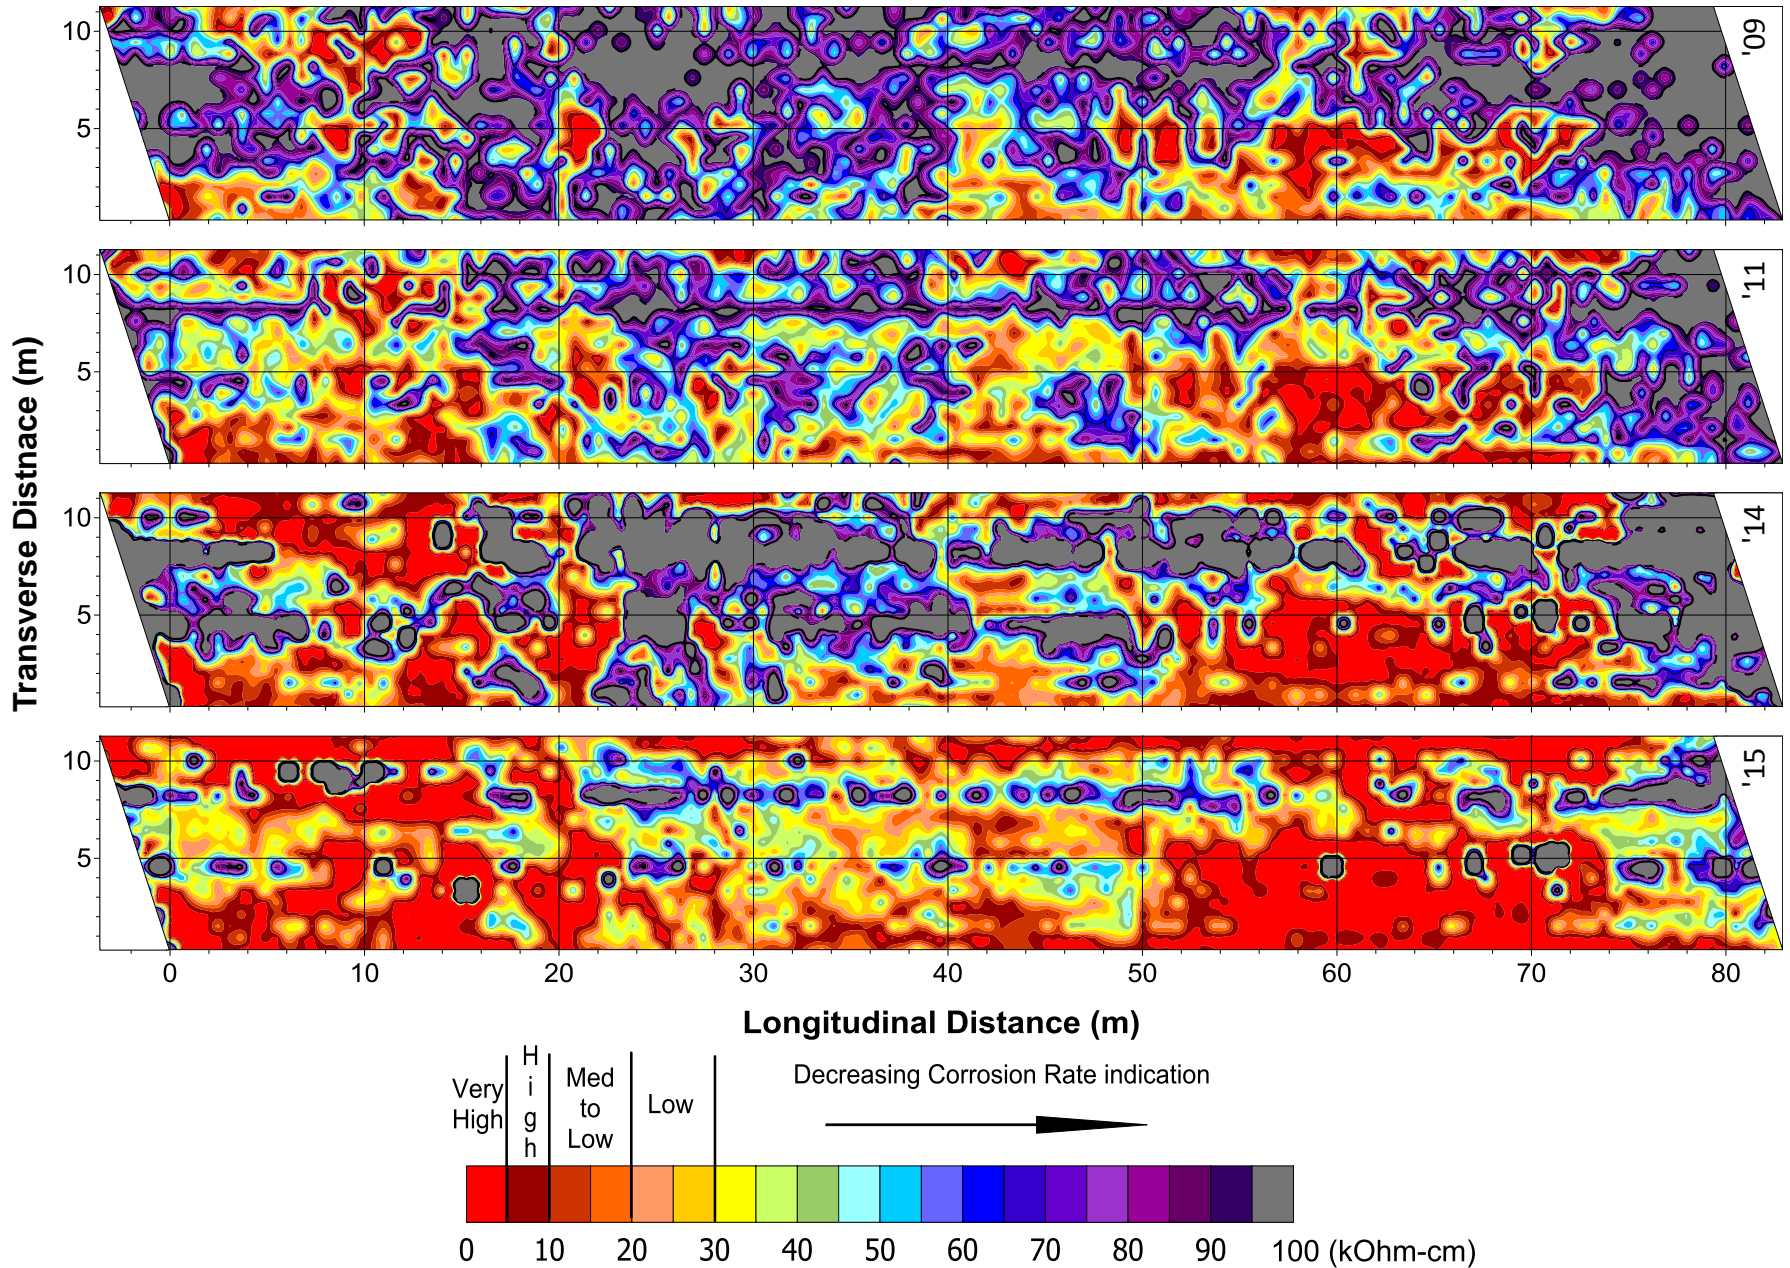 10
5
'09
10
5
'11
10
5
'14
10
5
'15
Transverse Distnace (m)
0 10 20 30 40 50 60 70 80
Longitudinal Distance (m)
Very High
High
Med to Low
Low
Decreasing Corrosion Rate indication
0 10 20 30 40 50 60 70 80 90 100 (kOhm-cm)